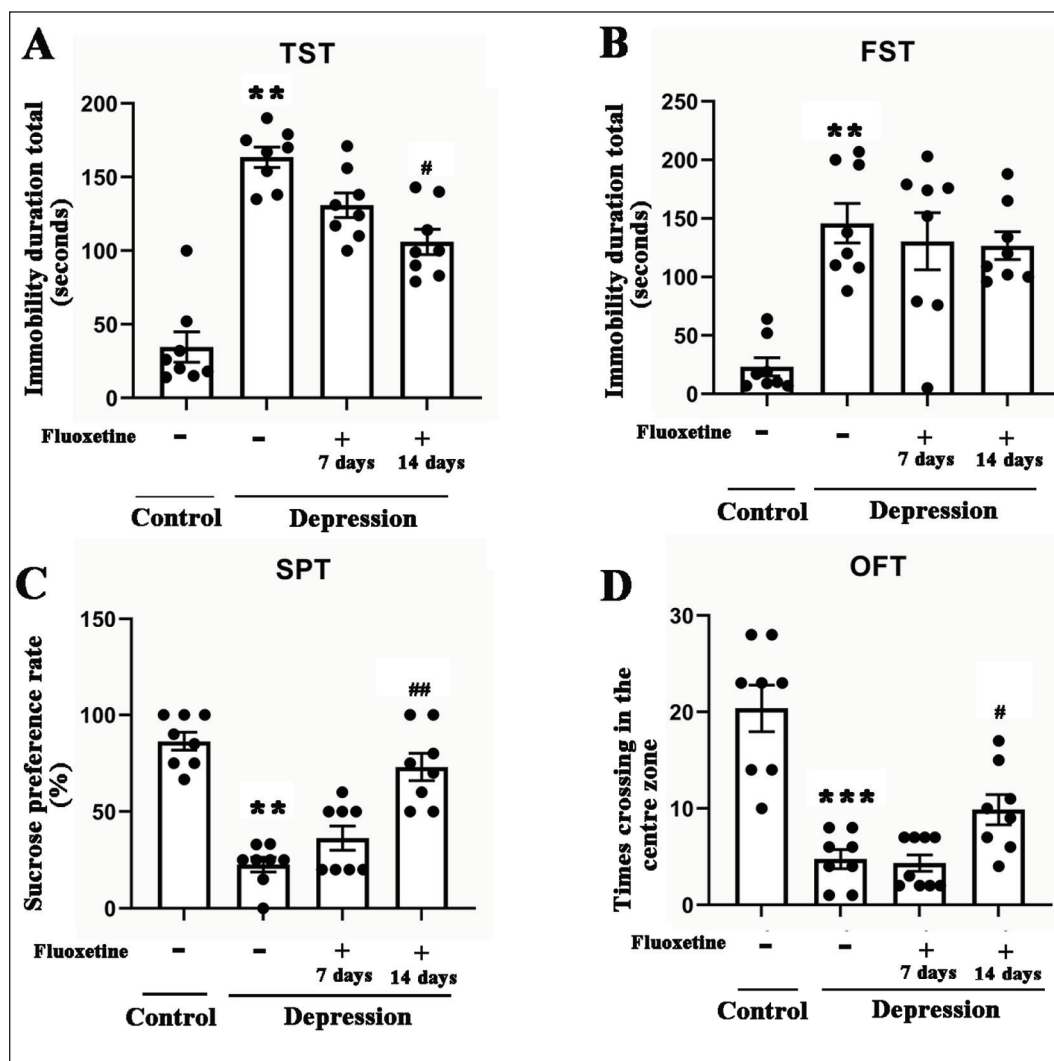 A
TST
**
#
Immobility duration total
(seconds)
200
150
100
50
0
Fluoxetine - - + +
7 days 14 days
Control Depression
B
FST
**
Immobility duration total
(seconds)
250
200
150
100
50
0
Fluoxetine - - + +
7 days 14 days
Control Depression
C
SPT
**
##
Sucrose preference rate
(%)
150
100
50
0
Fluoxetine - - + +
7 days 14 days
Control Depression
D
OFT
***
#
Times crossing in the
centre zone
30
20
10
0
Fluoxetine - - + +
7 days 14 days
Control Depression